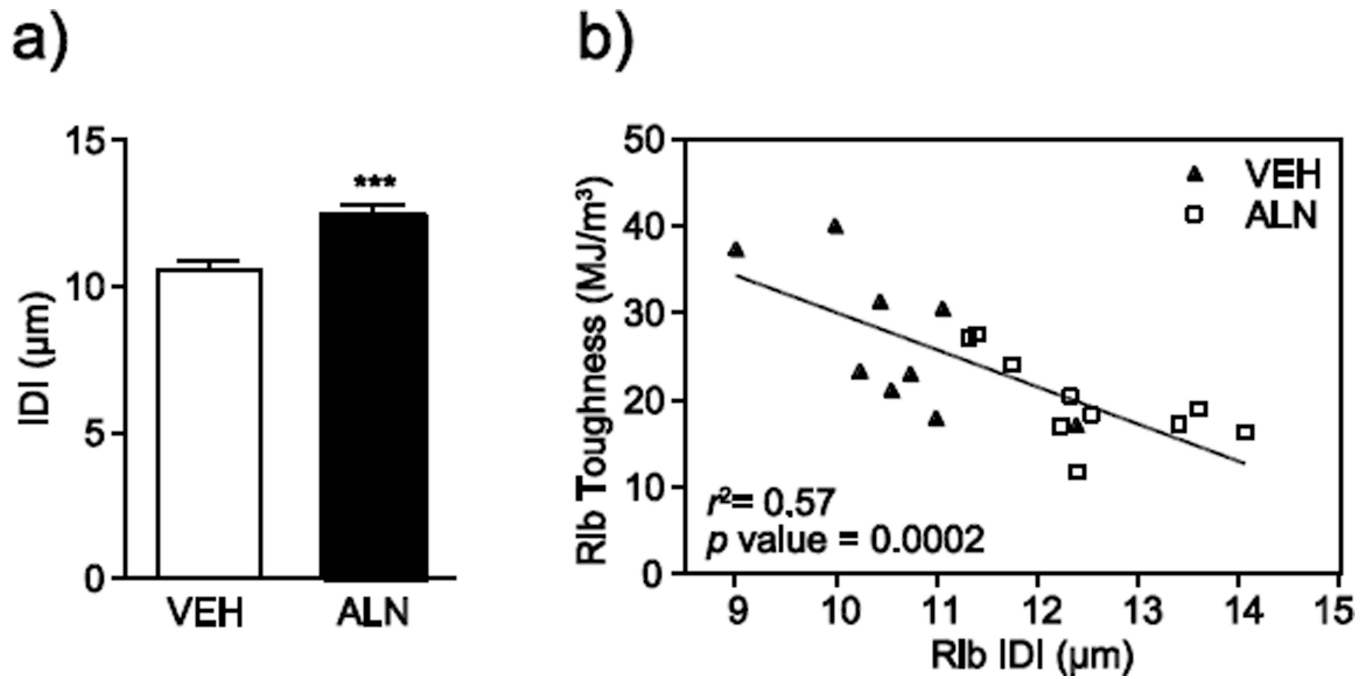 a)
IDI (µm)
15
10
5
0
***
VEH
ALN
b)
Rib Toughness (MJ/m³)
50
40
30
20
10
0
VEH
ALN
r²= 0.57
p value = 0.0002
9 10 11 12 13 14 15
Rib IDI (µm)